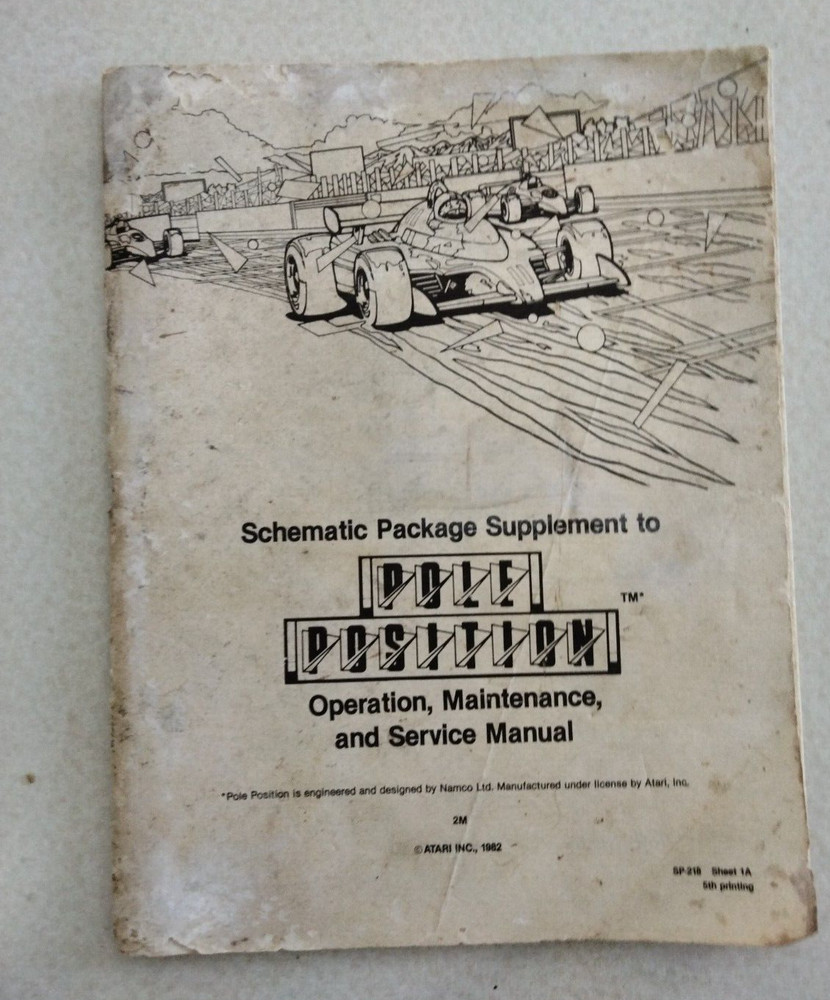 Schematic Package Supplement to
POLE
POSITION TM*
Operation, Maintenance,
and Service Manual
*Pole Position is engineered and designed by Namco Ltd. Manufactured under license by Atari, Inc.
2M
©ATARI INC., 1982
SP-218 Sheet 1A
5th printing